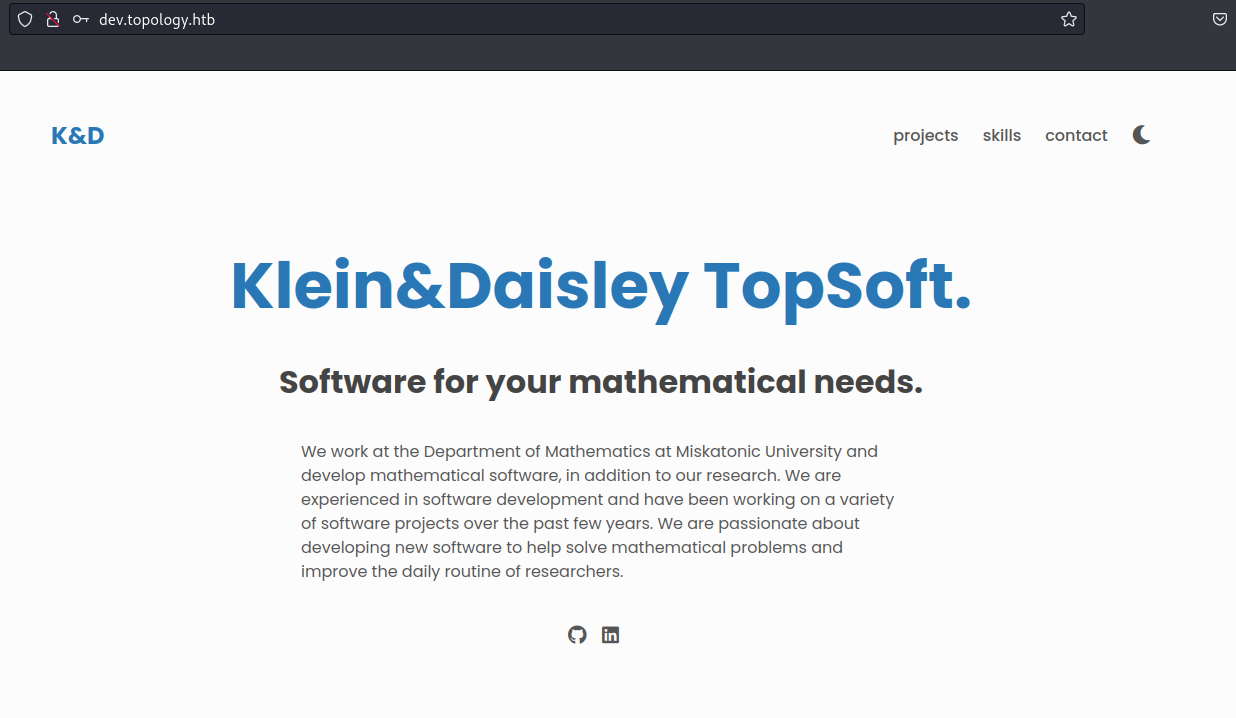 dev.topology.htb
K&D
projects skills contact
Klein&Daisley TopSoft.
Software for your mathematical needs.
We work at the Department of Mathematics at Miskatonic University and
develop mathematical software, in addition to our research. We are
experienced in software development and have been working on a variety
of software projects over the past few years. We are passionate about
developing new software to help solve mathematical problems and
improve the daily routine of researchers.
in